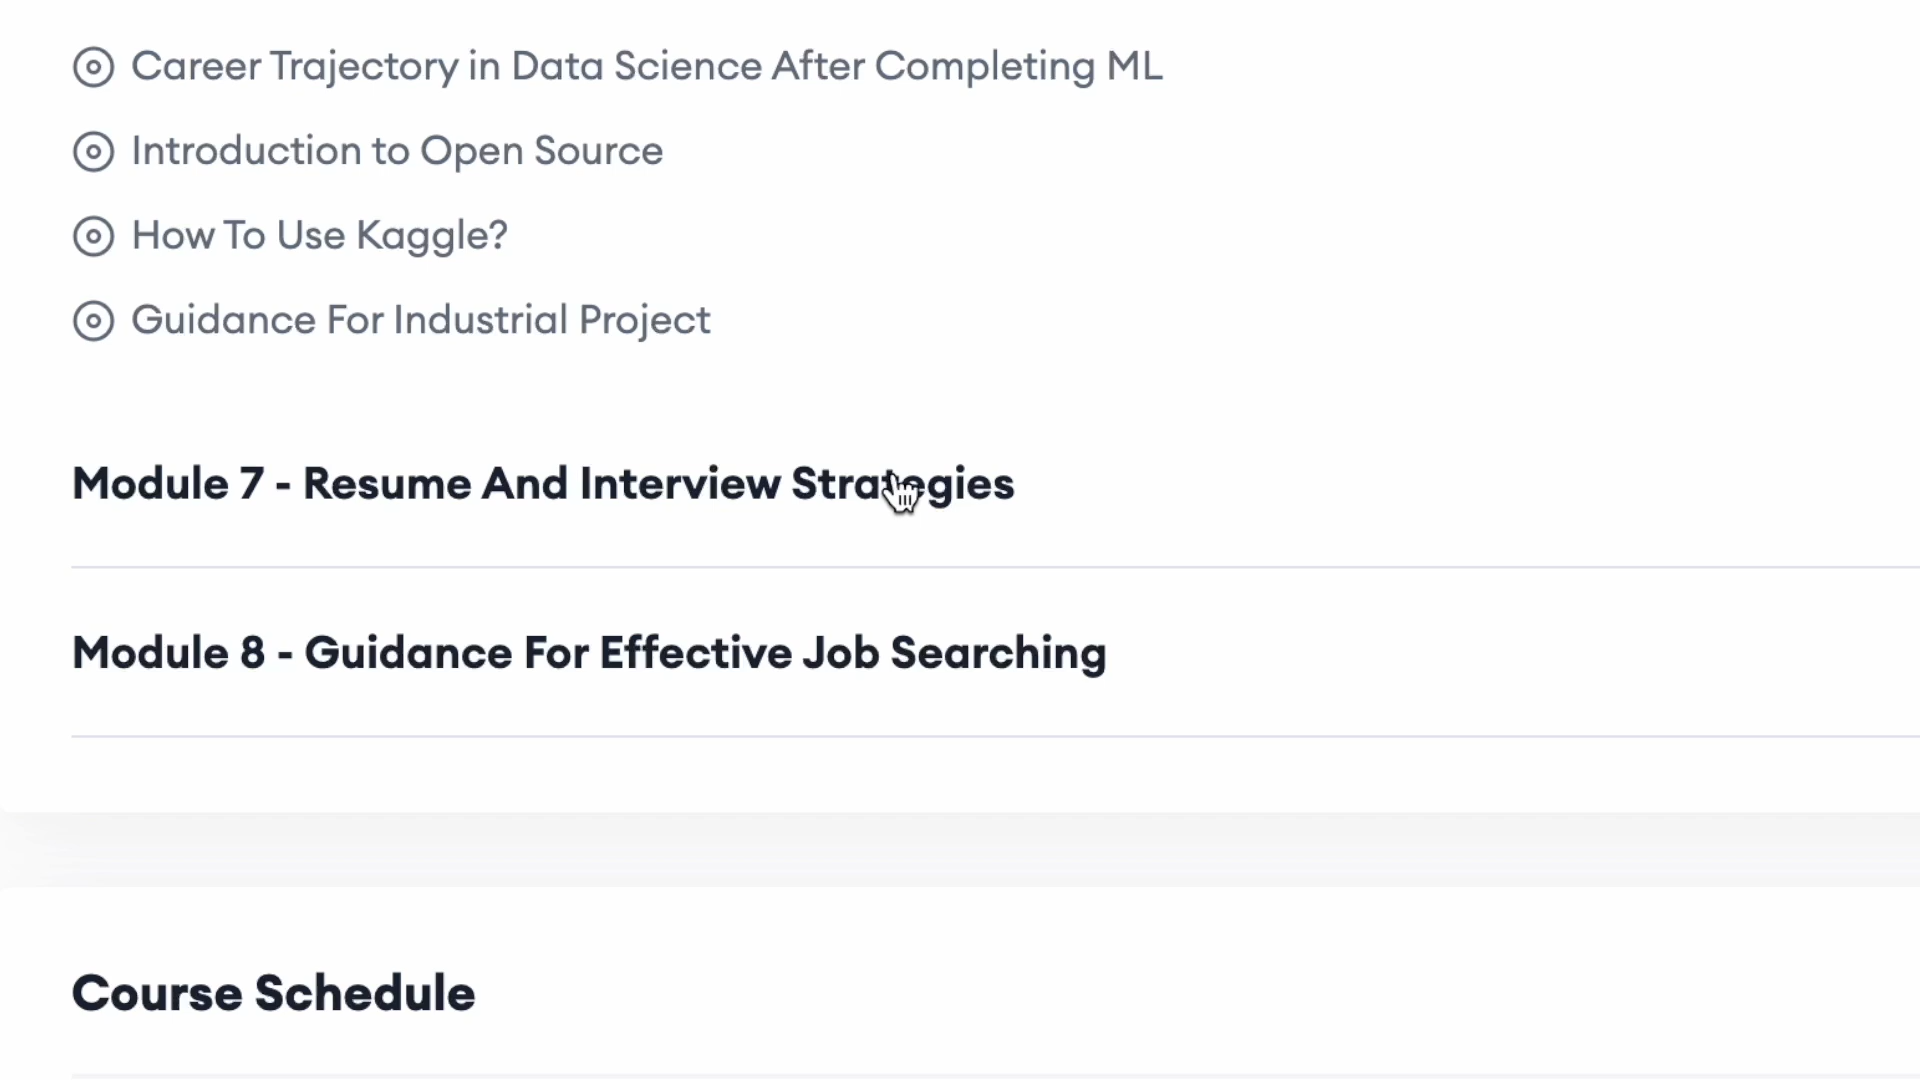 Career Trajectory in Data Science After Completing ML
Introduction to Open Source
How To Use Kaggle?
Guidance For Industrial Project
Module 7 - Resume And Interview Strategies
Module 8 - Guidance For Effective Job Searching
Course Schedule